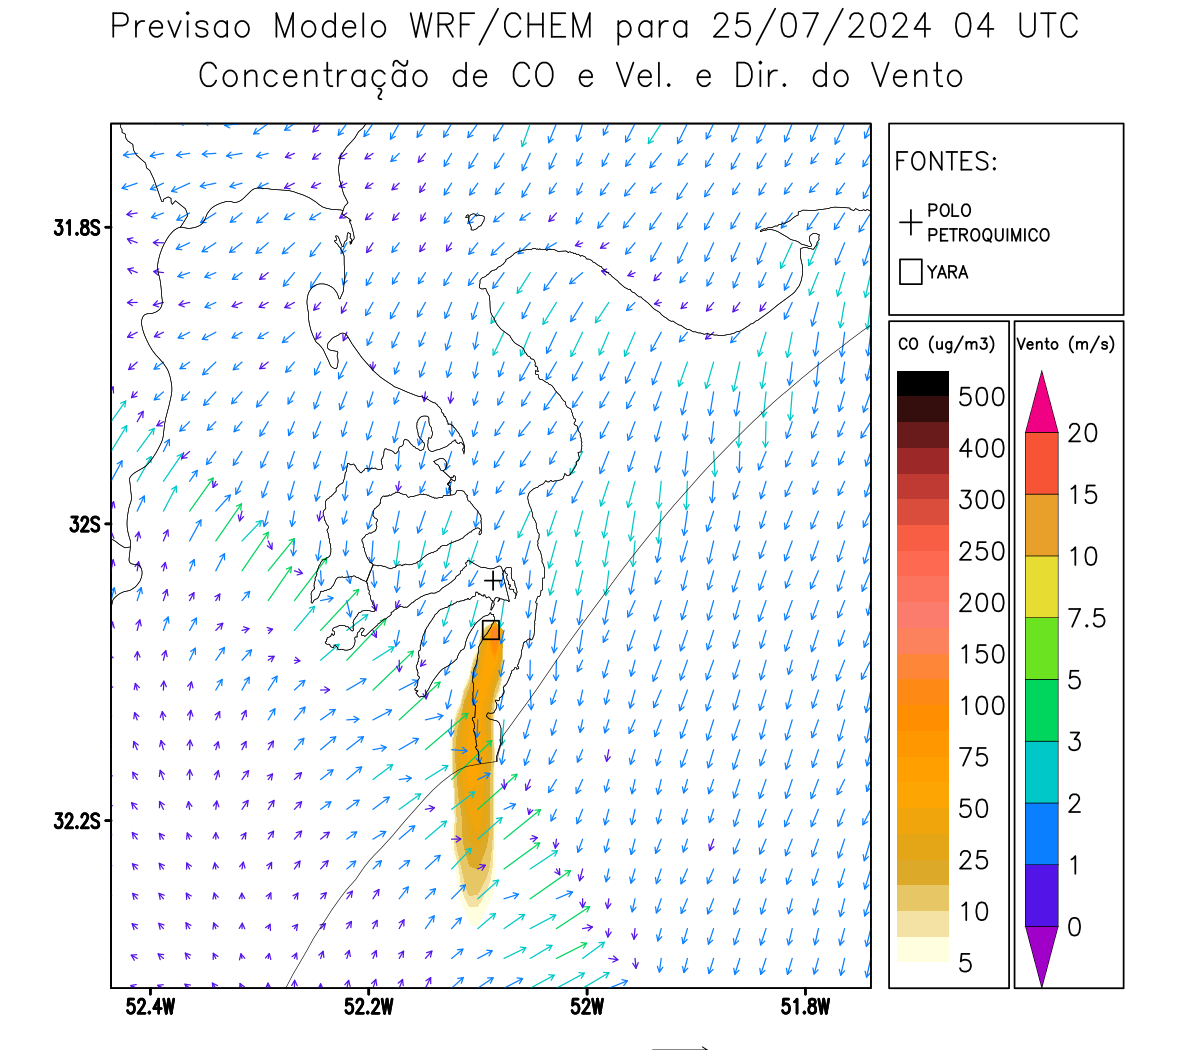 Previsao Modelo WRF/CHEM para 25/07/2024 04 UTC
Concentração de CO e Vel. e Dir. do Vento
FONTES:
POLO
PETROQUIMICO
YARA
CO (ug/m3)
500
400
300
250
200
150
100
75
50
25
10
5
Vento (m/s)
20
15
10
7.5
5
3
2
1
0
31.8S
32S
32.2S
52.4W
52.2W
52W
51.8W